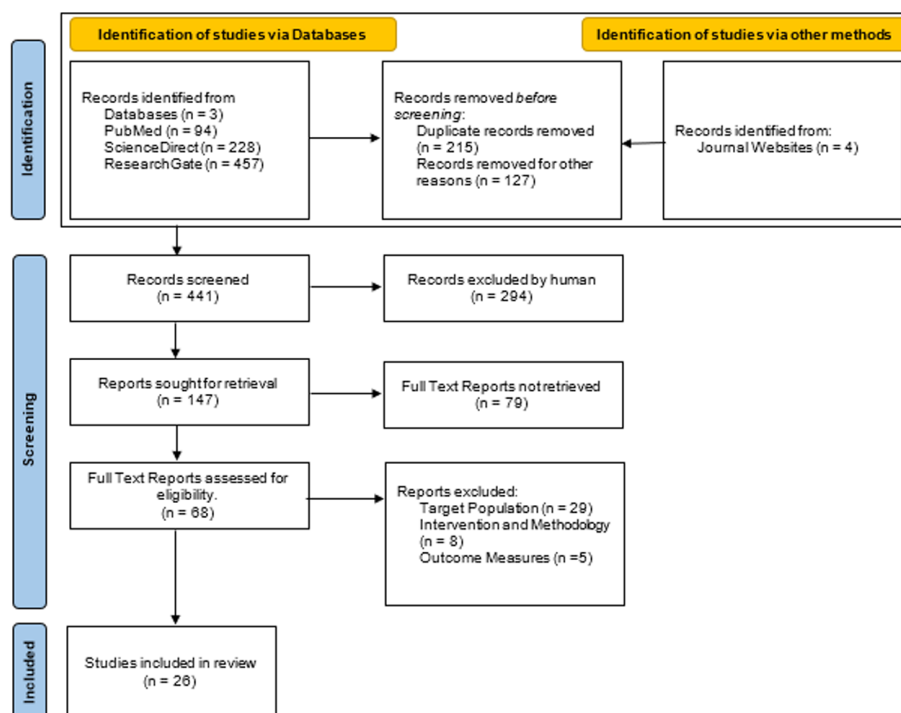 Identification of studies via Databases
Identification of studies via other methods
Identification
Records identified from
Databases (n = 3)
PubMed (n = 94)
ScienceDirect (n = 228)
ResearchGate (n = 457)
Records removed before
screening:
Duplicate records removed
(n = 215)
Records removed for other
reasons (n = 127)
Records identified from:
Journal Websites (n = 4)
Screening
Records screened
(n = 441)
Records excluded by human
(n = 294)
Reports sought for retrieval
(n = 147)
Full Text Reports not retrieved
(n = 79)
Full Text Reports assessed for
eligibility.
(n = 68)
Reports excluded:
Target Population (n = 29)
Intervention and Methodology
(n = 8)
Outcome Measures (n =5)
Included
Studies included in review
(n = 26)